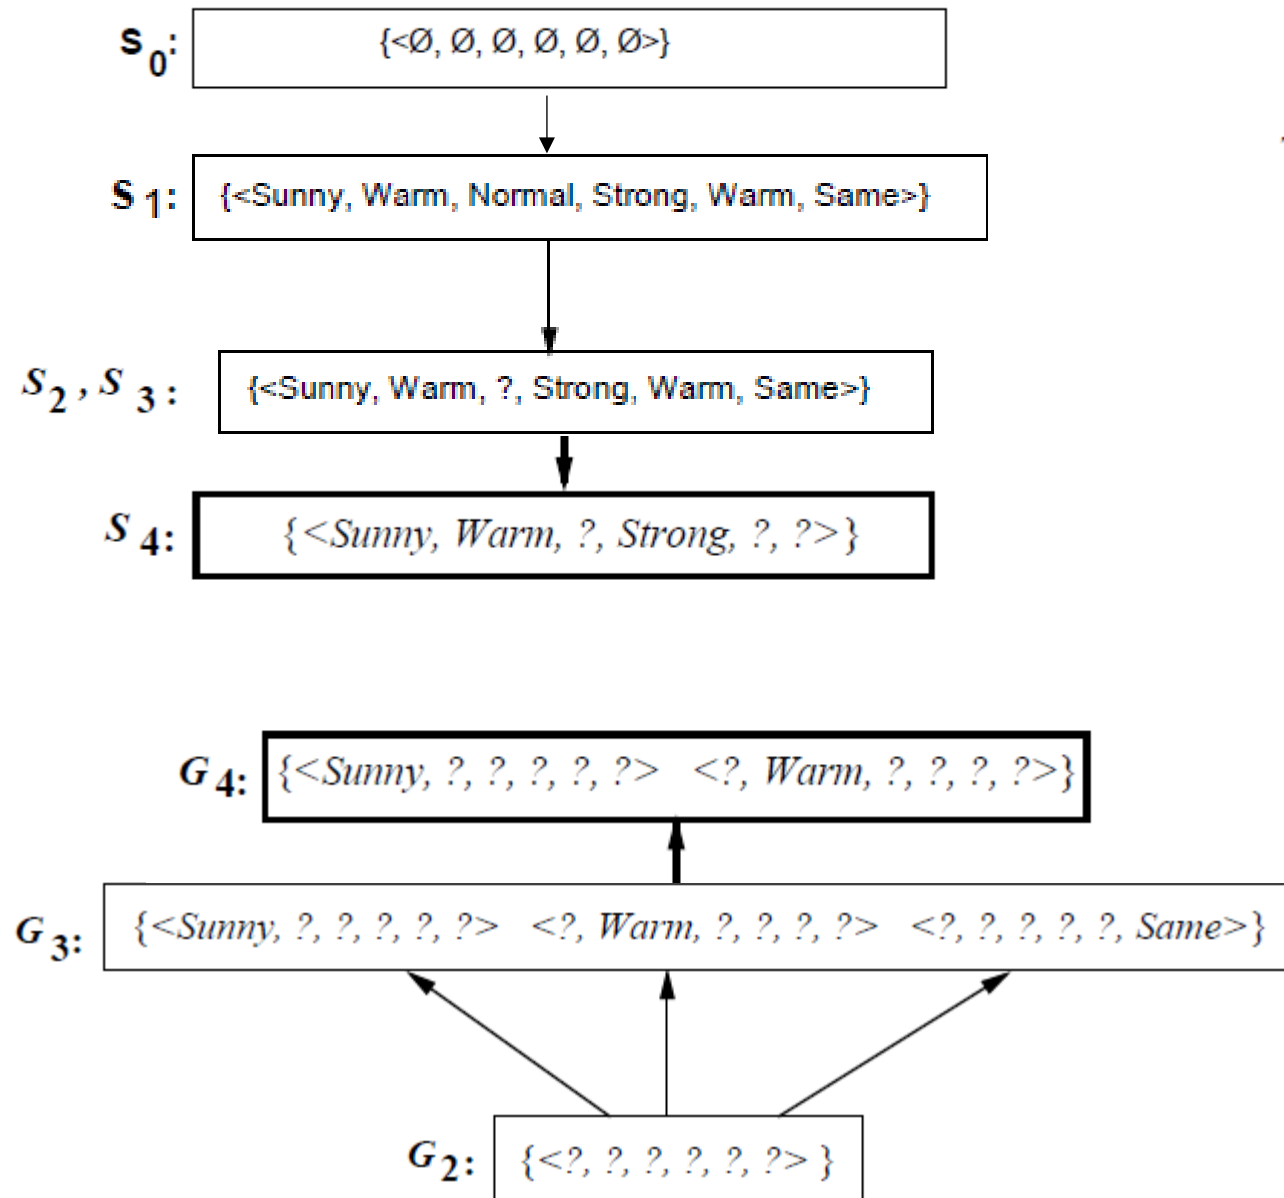 S0: {<Ø, Ø, Ø, Ø, Ø, Ø>}
S1: {<Sunny, Warm, Normal, Strong, Warm, Same>}
S2 , S3 : {<Sunny, Warm, ?, Strong, Warm, Same>}
S4: {<Sunny, Warm, ?, Strong, ?, ?>}
G4: {<Sunny, ?, ?, ?, ?, ?> <?, Warm, ?, ?, ?, ?>}
G3: {<Sunny, ?, ?, ?, ?, ?> <?, Warm, ?, ?, ?, ?> <?, ?, ?, ?, ?, Same>}
G2: {<?, ?, ?, ?, ?, ?> }